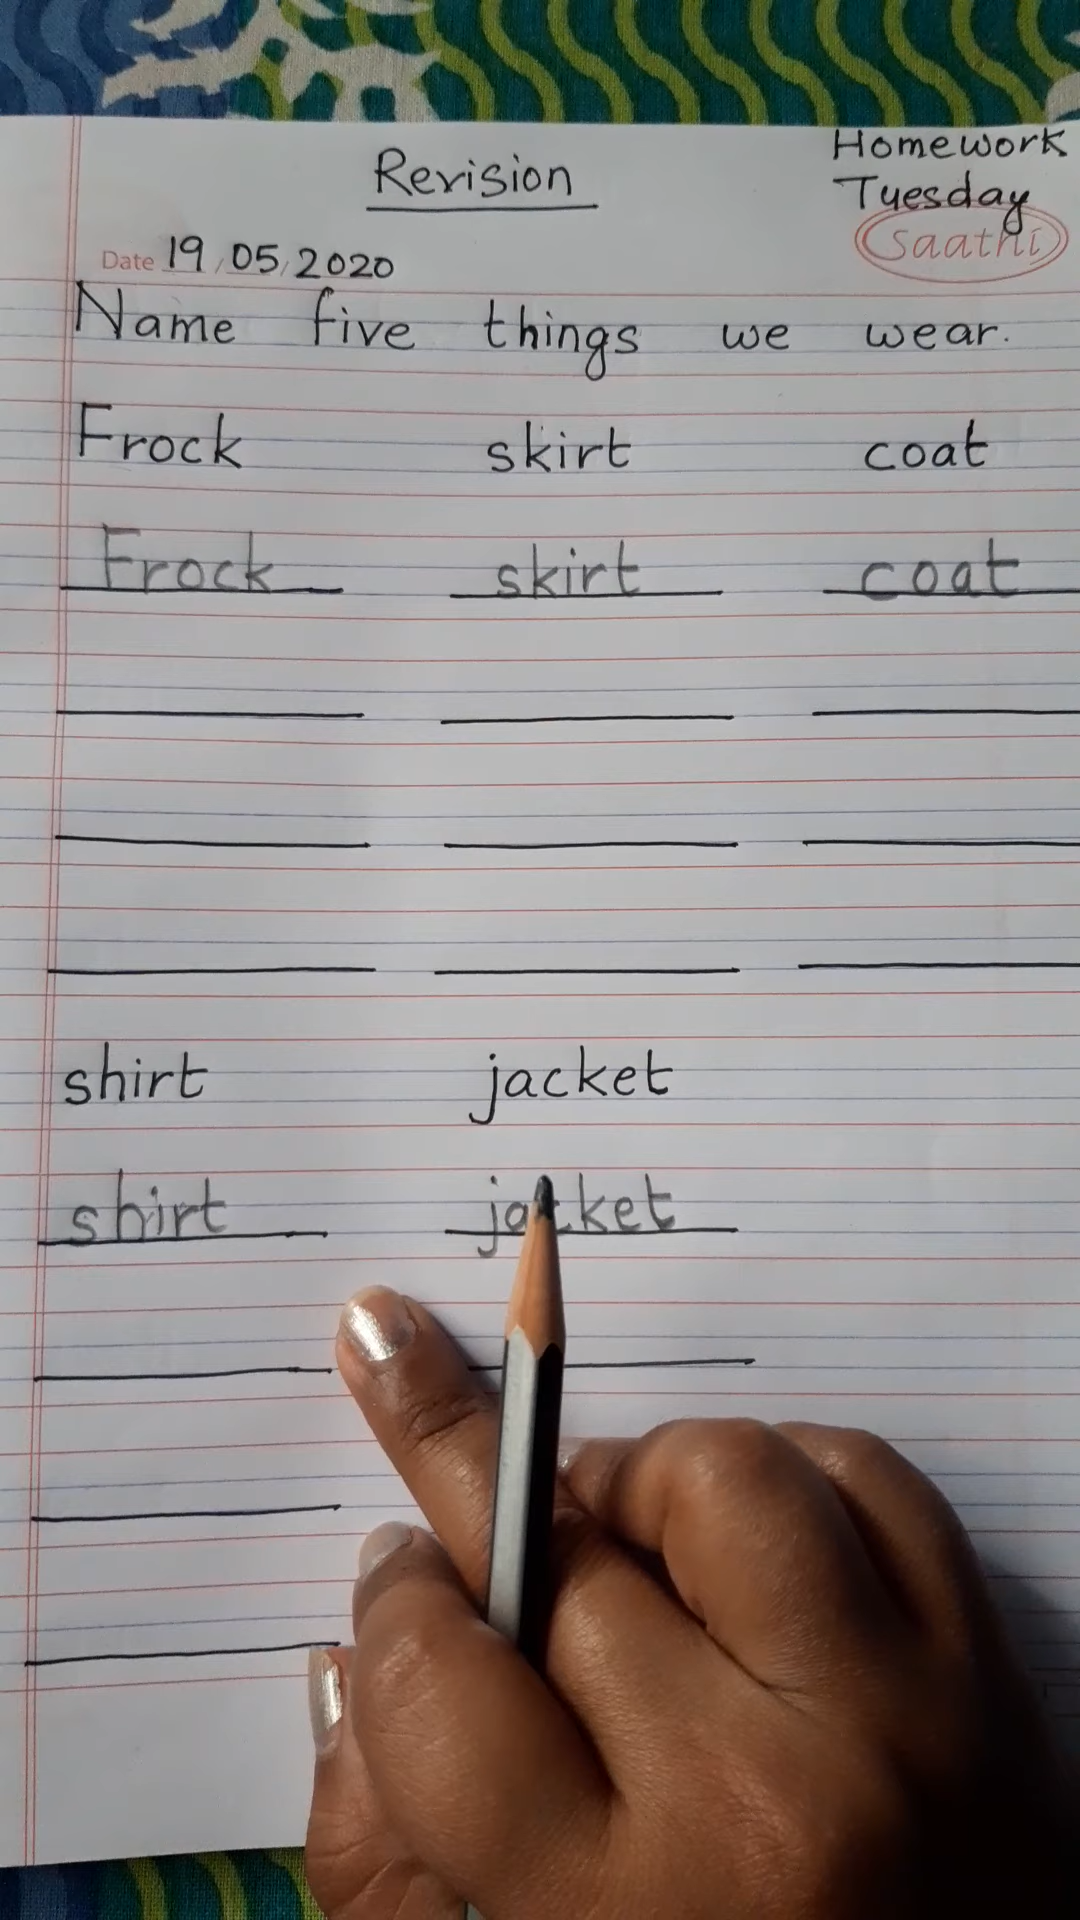 Homework
Revision
Tuesday
saathi
Date 19/05/2020
Name five things we wear.
Frock skirt coat
Frock skirt coat
shirt jacket
shirt jacket